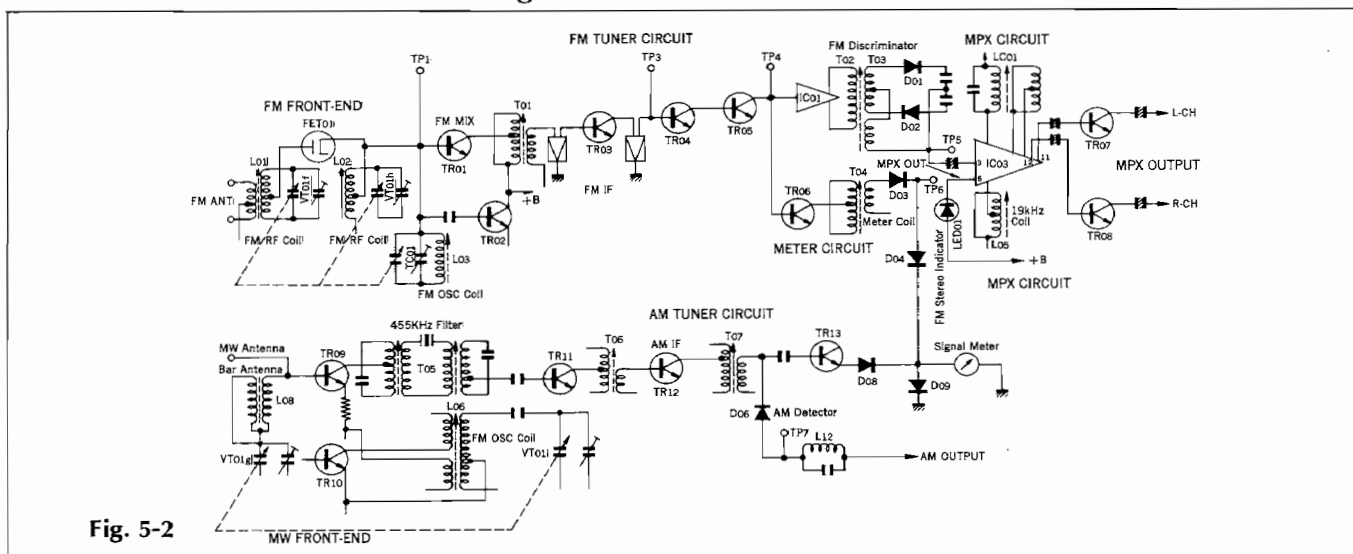 FM TUNER CIRCUIT
TP1
TP3
TP4
FM Discriminator
T02
T03
D01
D02
MPX CIRCUIT
LC01
FM FRONT-END
FET01
FM MIX
T01
TR01
TR03
TR04
TR05
IC01
TP5
MPX OUT
3
6
IC03
12
11
TR07
L-CH
MPX OUTPUT
TR08
R-CH
FM ANT
L01
VT01f
FM/RF Coil
L02
VT01h
FM/RF Coil
TC01
L03
FM OSC Coil
TR02
+B
FM IF
TR06
T04
Meter Coil
METER CIRCUIT
D03
TP6
D04
LED01
FM Stereo Indicator
19kHz
Coil
L05
+B
MPX CIRCUIT
AM TUNER CIRCUIT
455KHz Filter
MW Antenna
Bar Antenna
L08
TR09
T05
TR11
T06
AM IF
TR12
T07
TR13
D08
Signal Meter
D09
VT01g
TR10
L06
FM OSC Coil
VT01i
D06
AM Detector
TP7
L12
AM OUTPUT
Fig. 5-2
MW FRONT-END